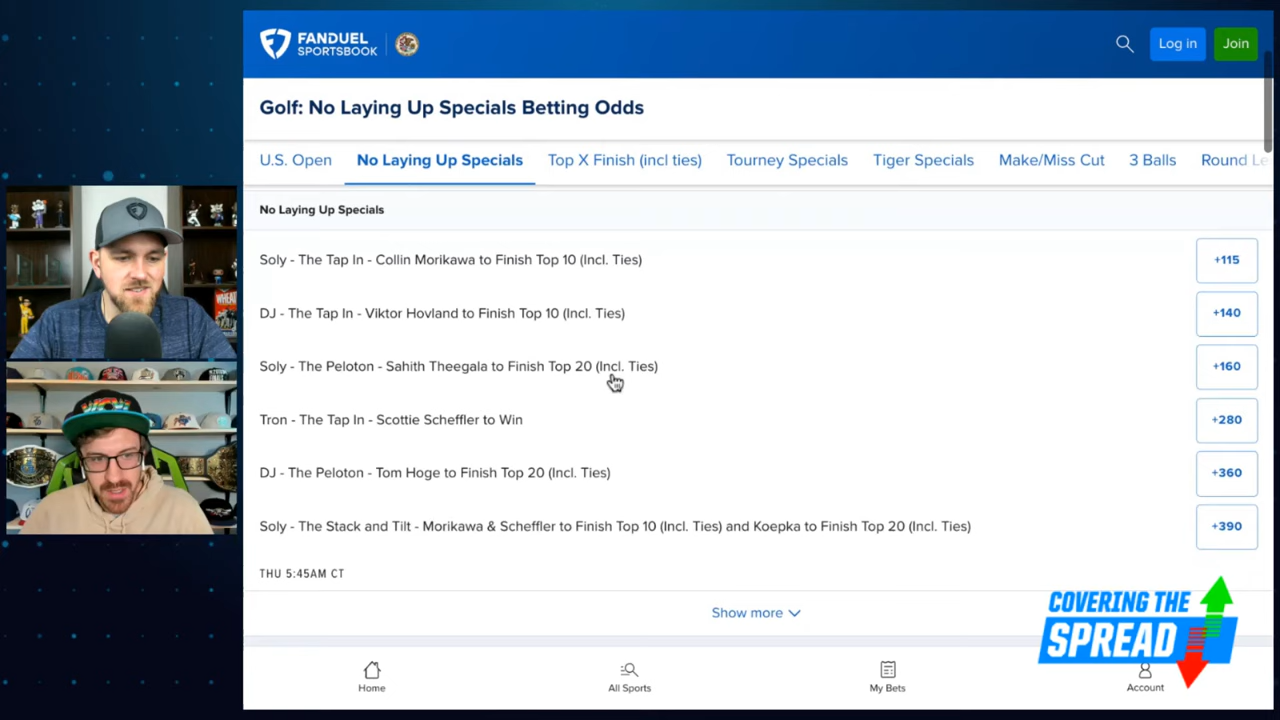 FANDUEL
SPORTSBOOK
Log in
Join
Golf: No Laying Up Specials Betting Odds
U.S. Open
No Laying Up Specials
Top X Finish (incl ties)
Tourney Specials
Tiger Specials
Make/Miss Cut
3 Balls
Round Le
No Laying Up Specials
Soly - The Tap In - Collin Morikawa to Finish Top 10 (Incl. Ties)
+115
DJ - The Tap In - Viktor Hovland to Finish Top 10 (Incl. Ties)
+140
Soly - The Peloton - Sahith Theegala to Finish Top 20 (Incl. Ties)
+160
Tron - The Tap In - Scottie Scheffler to Win
+280
DJ - The Peloton - Tom Hoge to Finish Top 20 (Incl. Ties)
+360
Soly - The Stack and Tilt - Morikawa & Scheffler to Finish Top 10 (Incl. Ties) and Koepka to Finish Top 20 (Incl. Ties)
+390
THU 5:45AM CT
Show more
COVERING THE
SPREAD
Home
All Sports
My Bets
Account
WHEAT